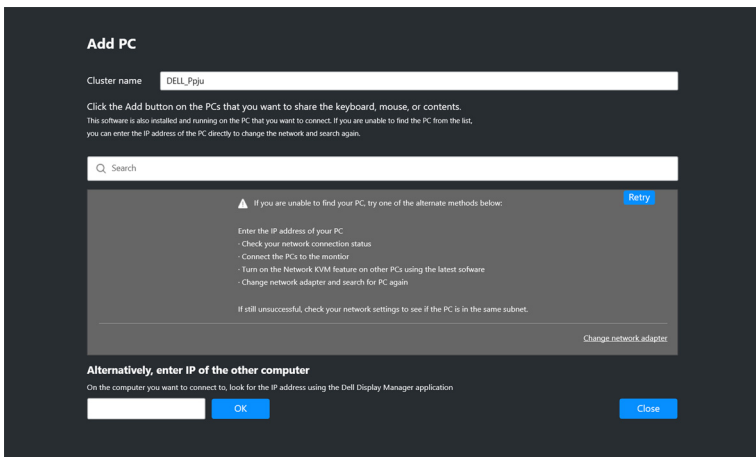 Add PC
Cluster name DELL_Ppju
Click the Add button on the PCs that you want to share the keyboard, mouse, or contents.
This software is also installed and running on the PC that you want to connect. If you are unable to find the PC from the list,
you can enter the IP address of the PC directly to change the network and search again.
Search
If you are unable to find your PC, try one of the alternate methods below:
Retry
Enter the IP address of your PC
· Check your network connection status
· Connect the PCs to the montior
· Turn on the Network KVM feature on other PCs using the latest sofware
· Change network adapter and search for PC again
If still unsuccessful, check your network settings to see if the PC is in the same subnet.
Change network adapter
Alternatively, enter IP of the other computer
On the computer you want to connect to, look for the IP address using the Dell Display Manager application
OK
Close